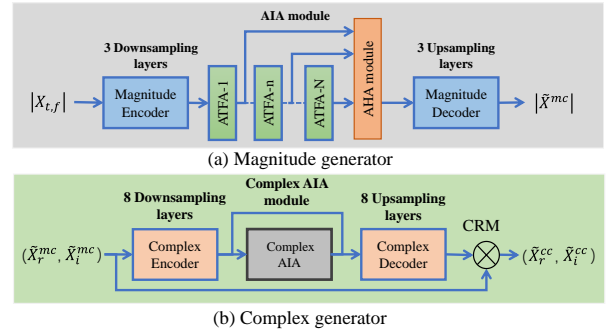 AIA module
3 Downsampling layers
3 Upsampling layers
|X_{t,f}|
Magnitude Encoder
ATFA-1
ATFA-n
ATFA-N
AHA module
Magnitude Decoder
|X̃^{mc}|
(a) Magnitude generator
8 Downsampling layers
Complex AIA module
8 Upsampling layers
CRM
(X̃_r^{mc}, X̃_i^{mc})
Complex Encoder
Complex AIA
Complex Decoder
(X̃_r^{cc}, X̃_i^{cc})
(b) Complex generator